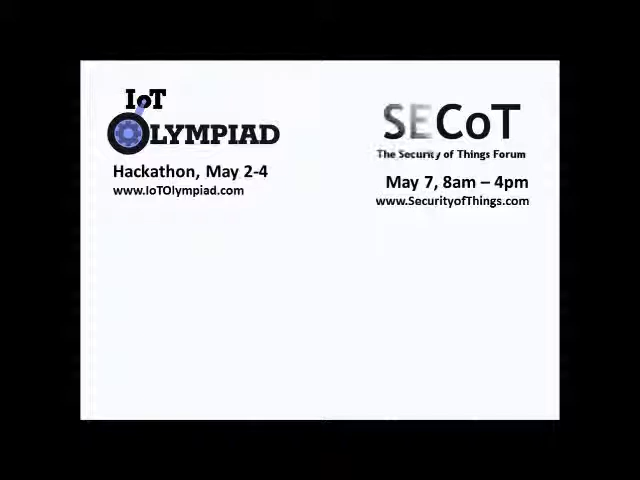 IoT
OLYMPIAD
Hackathon, May 2-4
www.IoTOlympiad.com
SECoT
The Security of Things Forum
May 7, 8am – 4pm
www.SecurityofThings.com